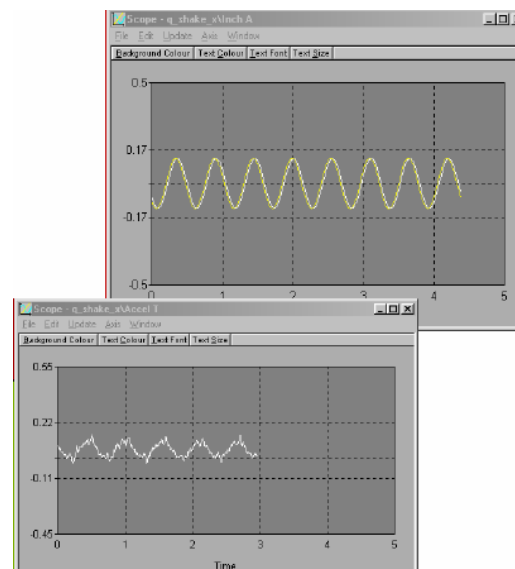 Scope - q_shake_x\Inch A
File Edit Update Axis Window
Background Colour Text Colour Text Font Text Size
0.5
0.17
-0.17
-0.5
0 1 2 3 4 5
Scope - q_shake_x\Accel T
File Edit Update Axis Window
Background Colour Text Colour Text Font Text Size
0.55
0.22
-0.11
-0.45
0 1 2 3 4 5
Time